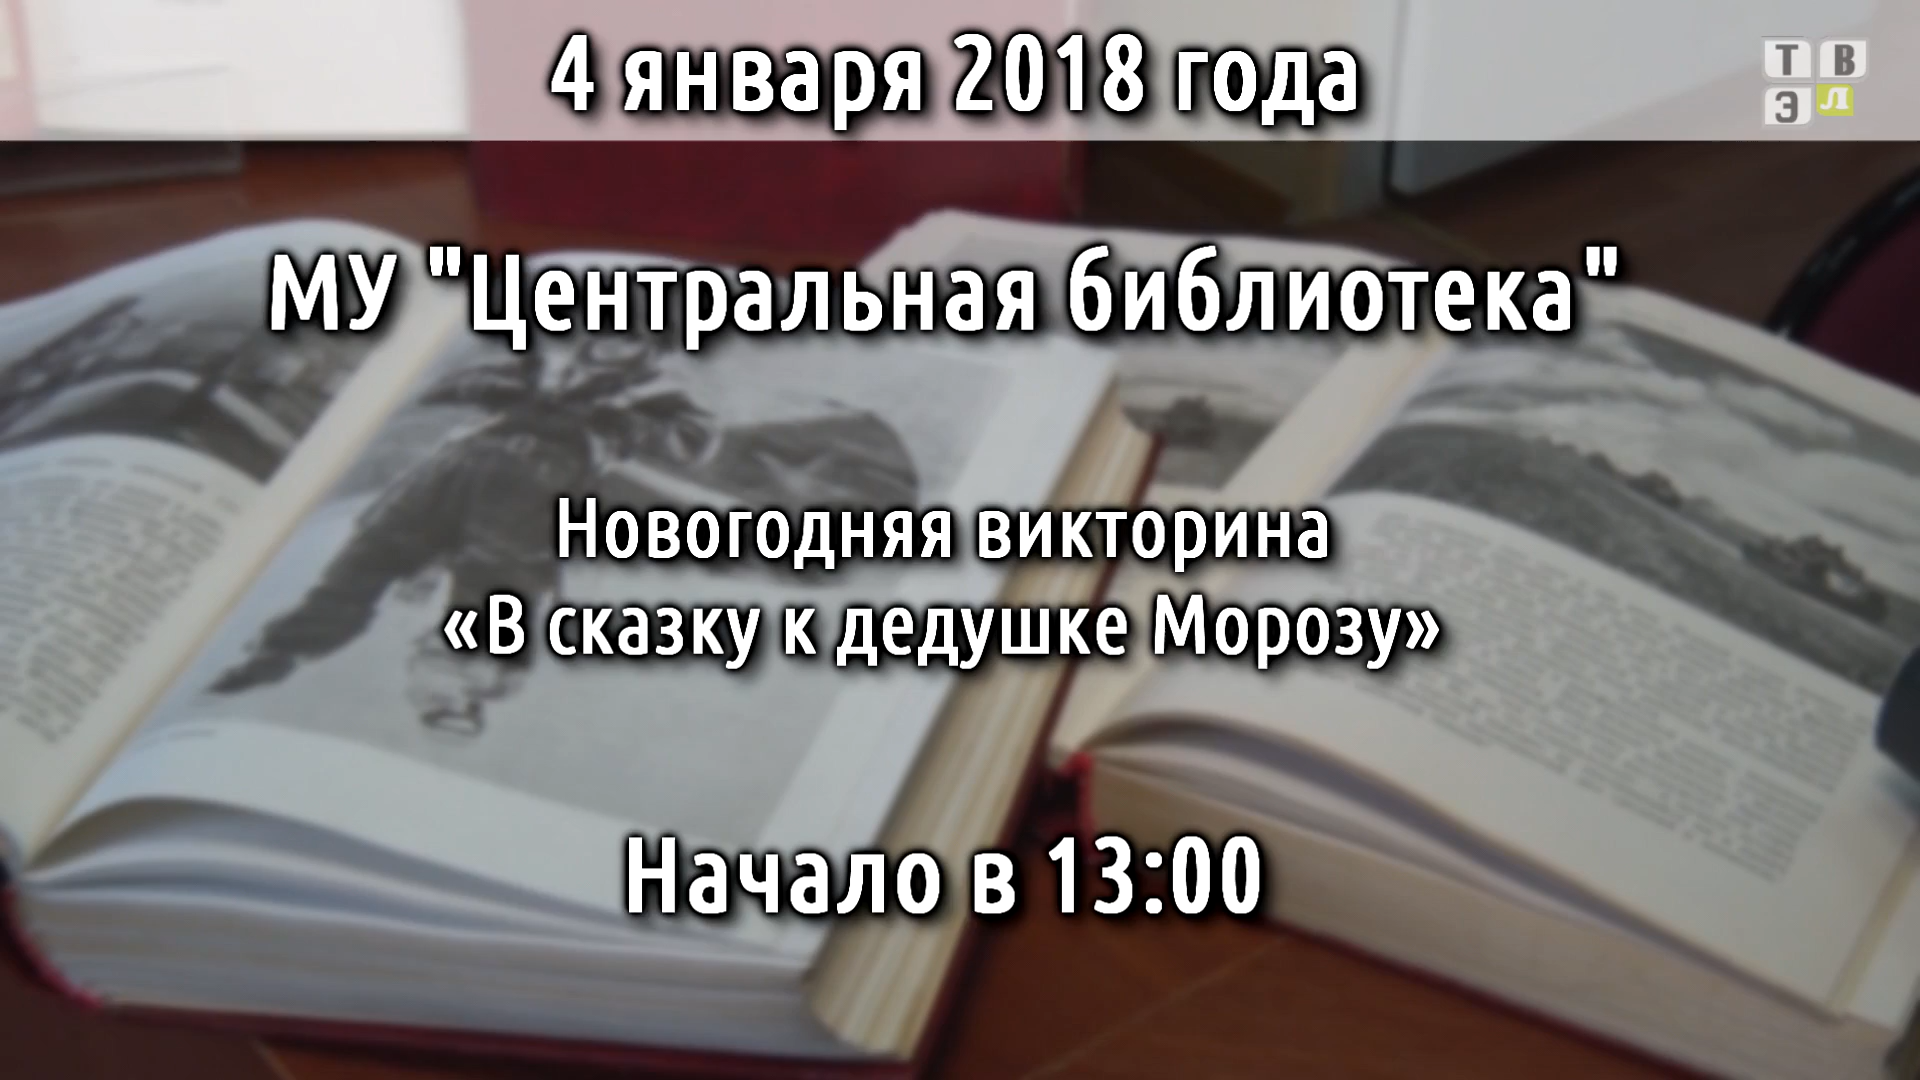 4 января 2018 года
ТВ
ЭЛ
МУ "Центральная библиотека"
Новогодняя викторина
«В сказку к дедушке Морозу»
Начало в 13:00